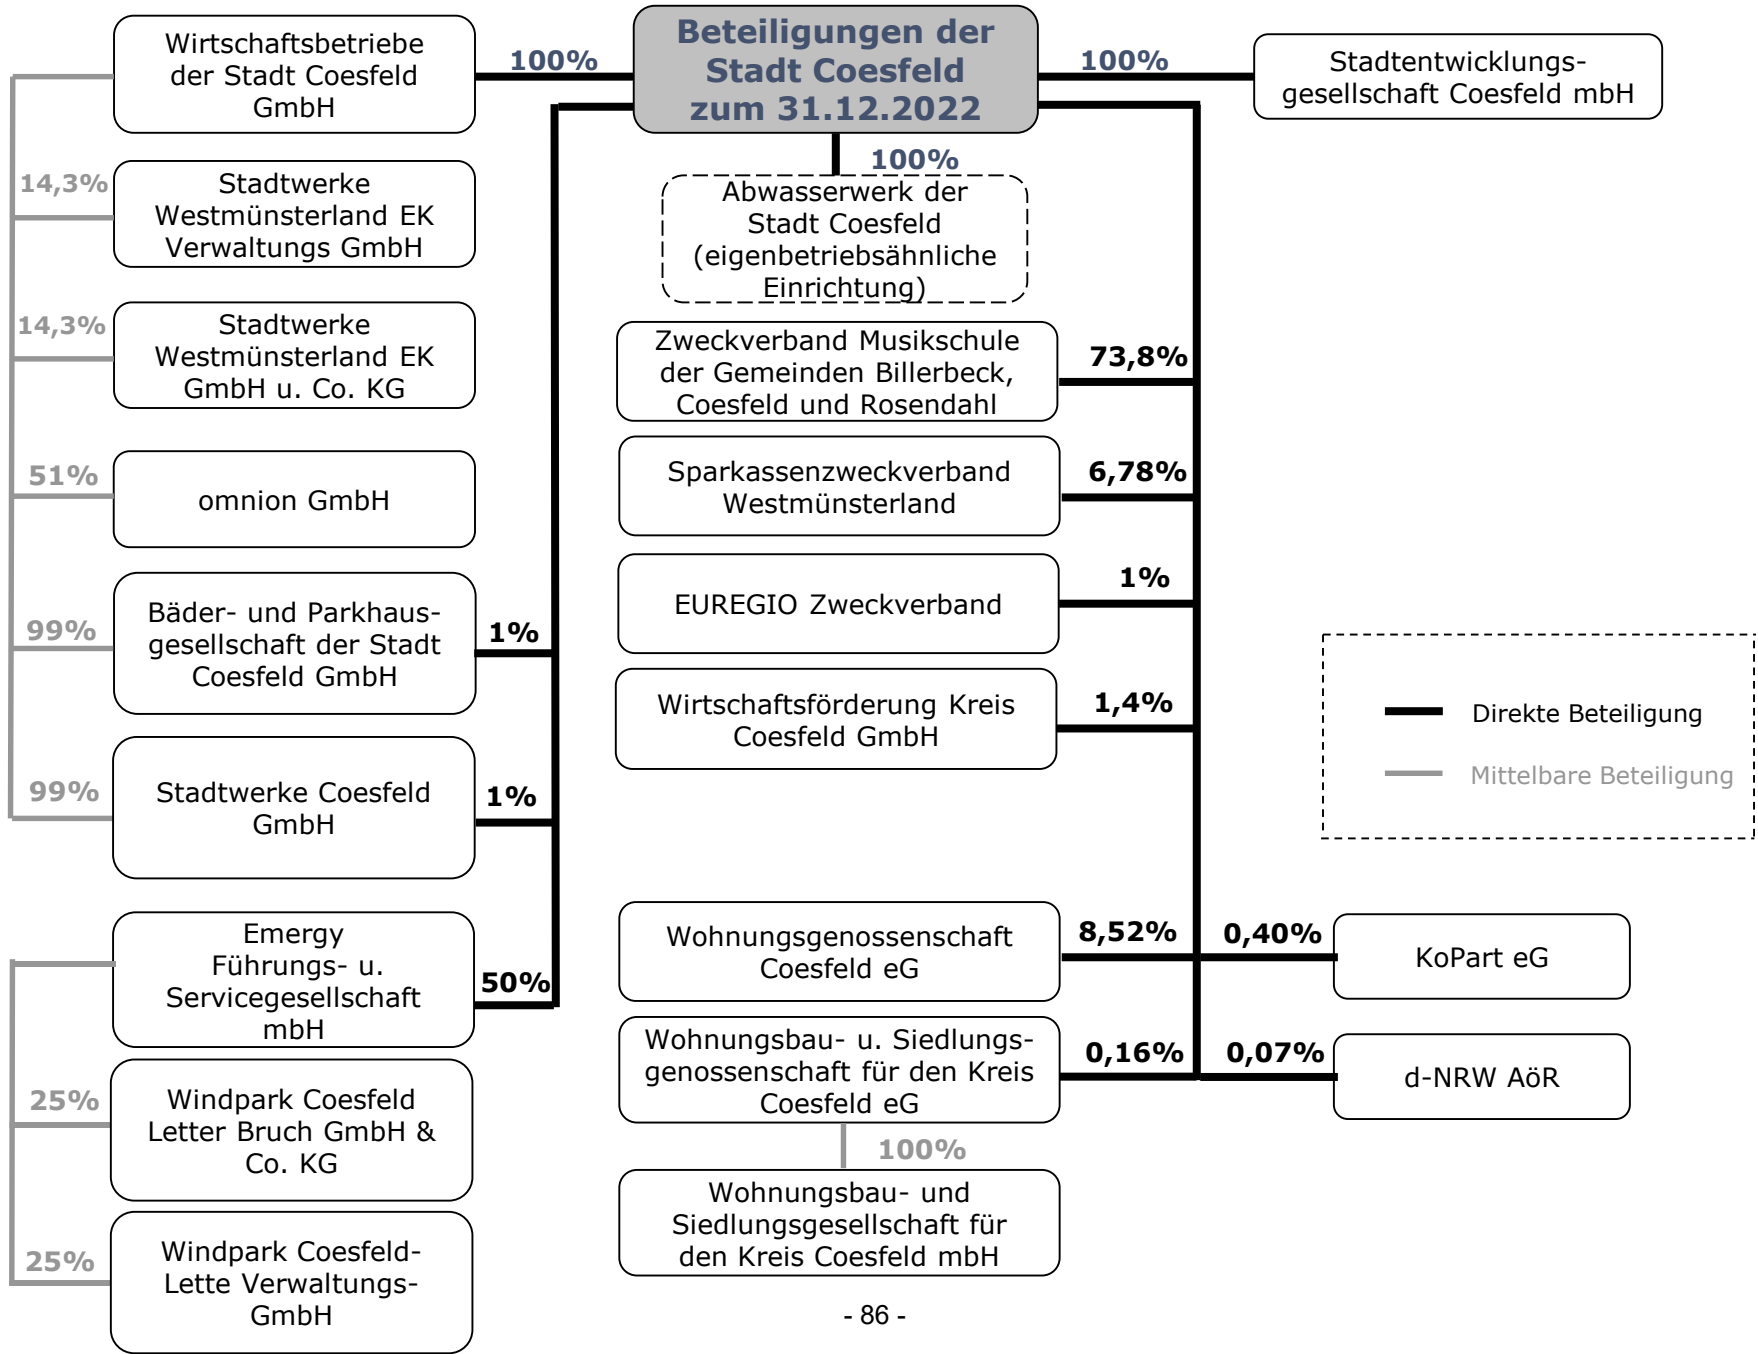 Beteiligungen der
Stadt Coesfeld
zum 31.12.2022
100%
Wirtschaftsbetriebe
der Stadt Coesfeld
GmbH
14,3%
Stadtwerke
Westmünsterland EK
Verwaltungs GmbH
14,3%
Stadtwerke
Westmünsterland EK
GmbH u. Co. KG
51%
omnion GmbH
99%
Bäder- und Parkhaus-
gesellschaft der Stadt
Coesfeld GmbH
1%
99%
Stadtwerke Coesfeld
GmbH
1%
Emergy
Führungs- u.
Servicegesellschaft
mbH
50%
25%
Windpark Coesfeld
Letter Bruch GmbH &
Co. KG
25%
Windpark Coesfeld-
Lette Verwaltungs-
GmbH
100%
Abwasserwerk der
Stadt Coesfeld
(eigenbetriebsähnliche
Einrichtung)
Zweckverband Musikschule
der Gemeinden Billerbeck,
Coesfeld und Rosendahl
73,8%
Sparkassenzweckverband
Westmünsterland
6,78%
EUREGIO Zweckverband
1%
Wirtschaftsförderung Kreis
Coesfeld GmbH
1,4%
Wohnungsgenossenschaft
Coesfeld eG
8,52%
Wohnungsbau- u. Siedlungs-
genossenschaft für den Kreis
Coesfeld eG
0,16%
100%
Wohnungsbau- und
Siedlungsgesellschaft für
den Kreis Coesfeld mbH
100%
Stadtentwicklungs-
gesellschaft Coesfeld mbH
Direkte Beteiligung
Mittelbare Beteiligung
0,40%
KoPart eG
0,07%
d-NRW AöR
- 86 -